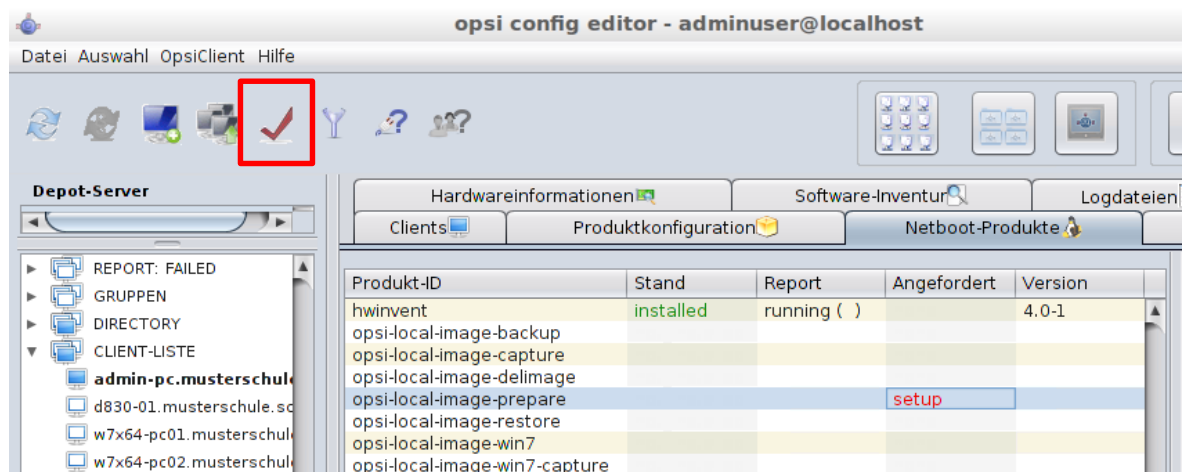 opsi config editor - adminuser@localhost
Datei Auswahl OpsiClient Hilfe
Depot-Server
REPORT: FAILED
GRUPPEN
DIRECTORY
CLIENT-LISTE
admin-pc.musterschule
d830-01.musterschule.sc
w7x64-pc01.musterschul
w7x64-pc02.musterschul
Hardwareinformationen Software-Inventur Logdateien
Clients Produktkonfiguration Netboot-Produkte
Produkt-ID Stand Report Angefordert Version
hwinvent installed running ( ) 4.0-1
opsi-local-image-backup
opsi-local-image-capture
opsi-local-image-delimage
opsi-local-image-prepare setup
opsi-local-image-restore
opsi-local-image-win7
opsi-local-image-win7-capture